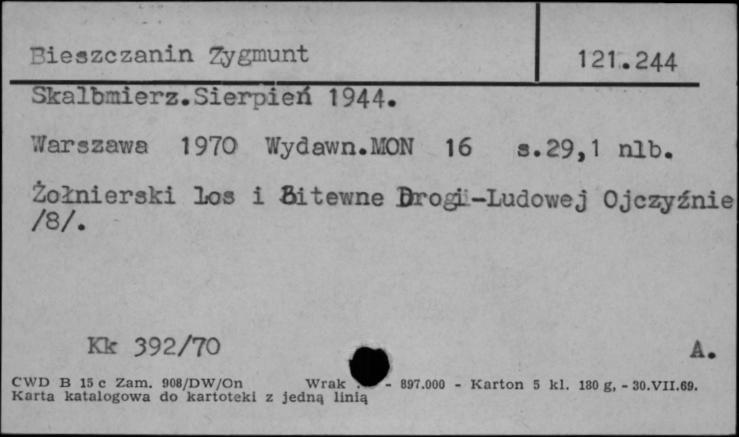 Bieszczanin Zygmunt 121.244
Skalbmierz.Sierpień 1944.
Warszawa 1970 Wydawn.MON 16 s.29,1 nlb.
Żołnierski Los i Bitewne Drogi-Ludowej Ojczyźnie
/8/.
Kk 392/70 A.
CWD B 15 c Zam. 908/DW/On Wrak - 897.000 - Karton 5 kl. 180 g, - 30.VII.69.
Karta katalogowa do kartoteki z jedną linią